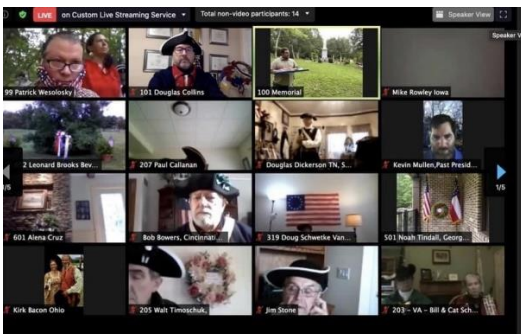 LIVE
on Custom Live Streaming Service
Total non-video participants: 14
Speaker View
Speaker V
99 Patrick Wesolosky
101 Douglas Collins
100 Memorial
Mike Rowley Iowa
2 Leonard Brooks Bev...
207 Paul Callanan
Douglas Dickerson TN, S...
Kevin Mullen,Past Presid...
1/5
1/5
601 Alena Cruz
Bob Bowers, Cincinnati...
319 Doug Schwetke Van...
501 Noah Tindall, Georg...
Kirk Bacon Ohio
205 Walt Timoschuk,
Jim Stone
203 – VA – Bill & Cat Sch...